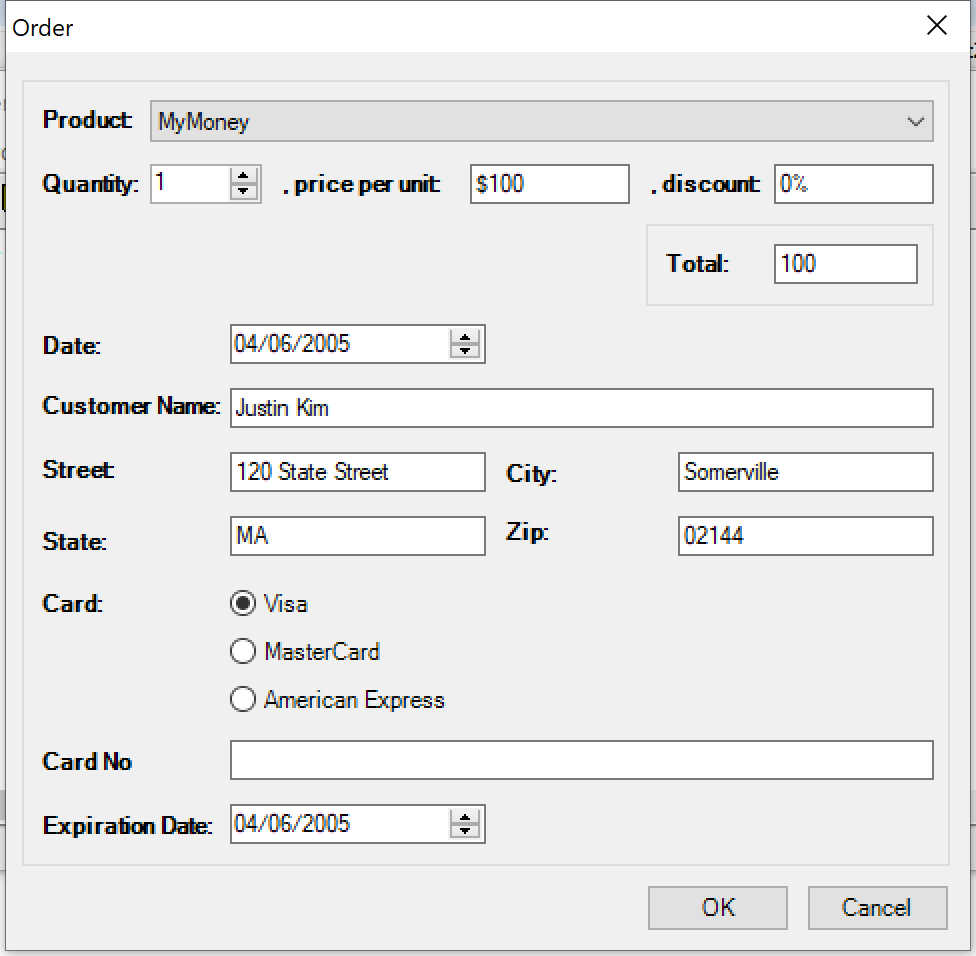 Order
Product: MyMoney
Quantity: 1 , price per unit: $100 , discount: 0%
Total: 100
Date: 04/06/2005
Customer Name: Justin Kim
Street: 120 State Street City: Somerville
State: MA Zip: 02144
Card: Visa
MasterCard
American Express
Card No
Expiration Date: 04/06/2005
OK Cancel